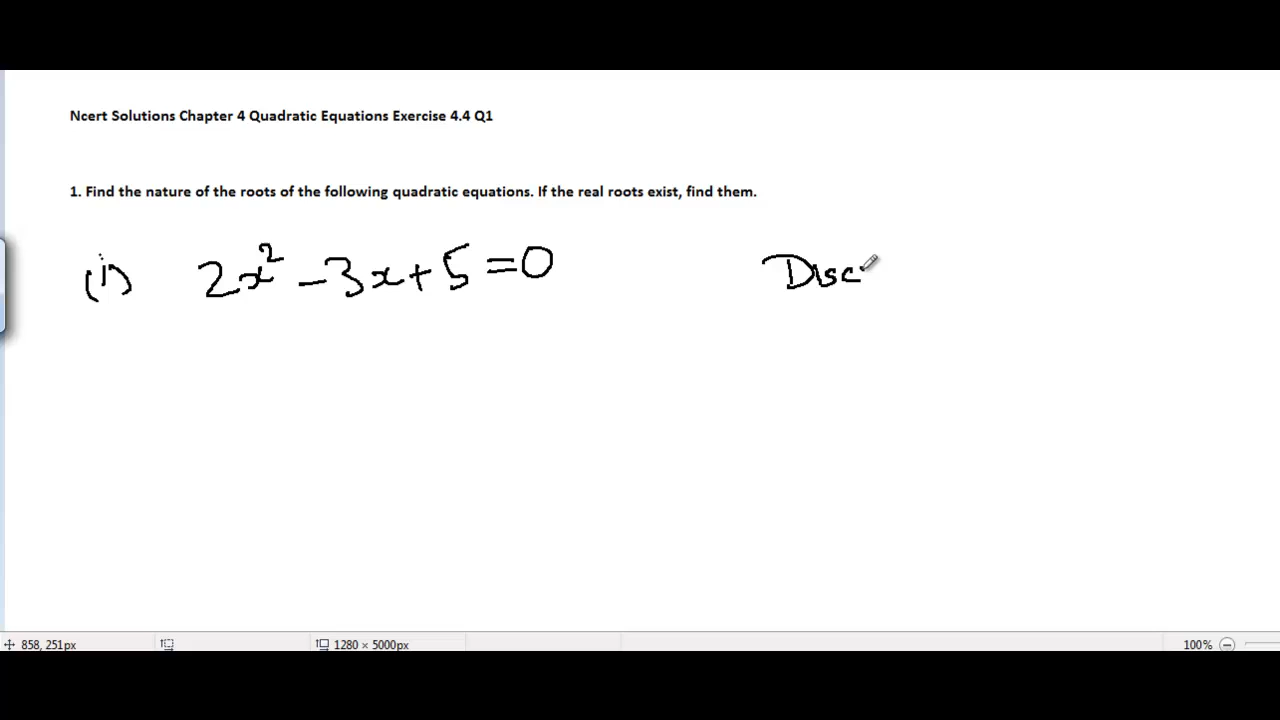 Ncert Solutions Chapter 4 Quadratic Equations Exercise 4.4 Q1
1. Find the nature of the roots of the following quadratic equations. If the real roots exist, find them.
(i) 2x² -3x+5=0 Disc
858, 251px 1280 × 5000px 100%